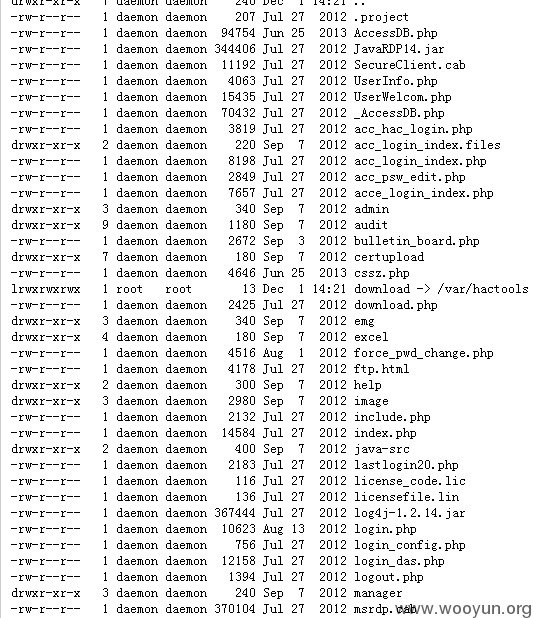 drwxr-xr-x 7 daemon daemon 240 Dec 1 14:21 ..
-rw-r--r-- 1 daemon daemon 207 Jul 27 2012 .project
-rw-r--r-- 1 daemon daemon 94754 Jun 25 2013 AccessDB.php
-rw-r--r-- 1 daemon daemon 344406 Jul 27 2012 JavaRDP14.jar
-rw-r--r-- 1 daemon daemon 11192 Jul 27 2012 SecureClient.cab
-rw-r--r-- 1 daemon daemon 4063 Jul 27 2012 UserInfo.php
-rw-r--r-- 1 daemon daemon 15435 Jul 27 2012 UserWelcom.php
-rw-r--r-- 1 daemon daemon 70432 Jul 27 2012 _AccessDB.php
-rw-r--r-- 1 daemon daemon 3819 Jul 27 2012 acc_hac_login.php
drwxr-xr-x 2 daemon daemon 220 Sep 7 2012 acc_login_index.files
-rw-r--r-- 1 daemon daemon 8198 Jul 27 2012 acc_login_index.php
-rw-r--r-- 1 daemon daemon 2849 Jul 27 2012 acc_psw_edit.php
-rw-r--r-- 1 daemon daemon 7657 Jul 27 2012 acce_login_index.php
drwxr-xr-x 3 daemon daemon 340 Sep 7 2012 admin
drwxr-xr-x 9 daemon daemon 1180 Sep 7 2012 audit
-rw-r--r-- 1 daemon daemon 2672 Sep 3 2012 bulletin_board.php
drwxr-xr-x 7 daemon daemon 180 Sep 7 2012 certupload
-rw-r--r-- 1 daemon daemon 4646 Jun 25 2013 cssz.php
lrwxrwxrwx 1 root root 13 Dec 1 14:21 download -> /var/hactools
-rw-r--r-- 1 daemon daemon 2425 Jul 27 2012 download.php
drwxr-xr-x 3 daemon daemon 340 Sep 7 2012 emg
drwxr-xr-x 4 daemon daemon 180 Sep 7 2012 excel
-rw-r--r-- 1 daemon daemon 4516 Aug 1 2012 force_pwd_change.php
-rw-r--r-- 1 daemon daemon 4178 Jul 27 2012 ftp.html
drwxr-xr-x 2 daemon daemon 300 Sep 7 2012 help
drwxr-xr-x 3 daemon daemon 2980 Sep 7 2012 image
-rw-r--r-- 1 daemon daemon 2132 Jul 27 2012 include.php
-rw-r--r-- 1 daemon daemon 14584 Jul 27 2012 index.php
drwxr-xr-x 2 daemon daemon 400 Sep 7 2012 java-src
-rw-r--r-- 1 daemon daemon 2183 Jul 27 2012 lastlogin20.php
-rw-r--r-- 1 daemon daemon 116 Jul 27 2012 license_code.lic
-rw-r--r-- 1 daemon daemon 136 Jul 27 2012 licensefile.lin
-rw-r--r-- 1 daemon daemon 367444 Jul 27 2012 log4j-1.2.14.jar
-rw-r--r-- 1 daemon daemon 10623 Aug 13 2012 login.php
-rw-r--r-- 1 daemon daemon 756 Jul 27 2012 login_config.php
-rw-r--r-- 1 daemon daemon 12158 Jul 27 2012 login_das.php
-rw-r--r-- 1 daemon daemon 1394 Jul 27 2012 logout.php
drwxr-xr-x 3 daemon daemon 240 Sep 7 2012 manager
-rw-r--r-- 1 daemon daemon 370104 Jul 27 2012 msrdp.cab
www.wooyun.org